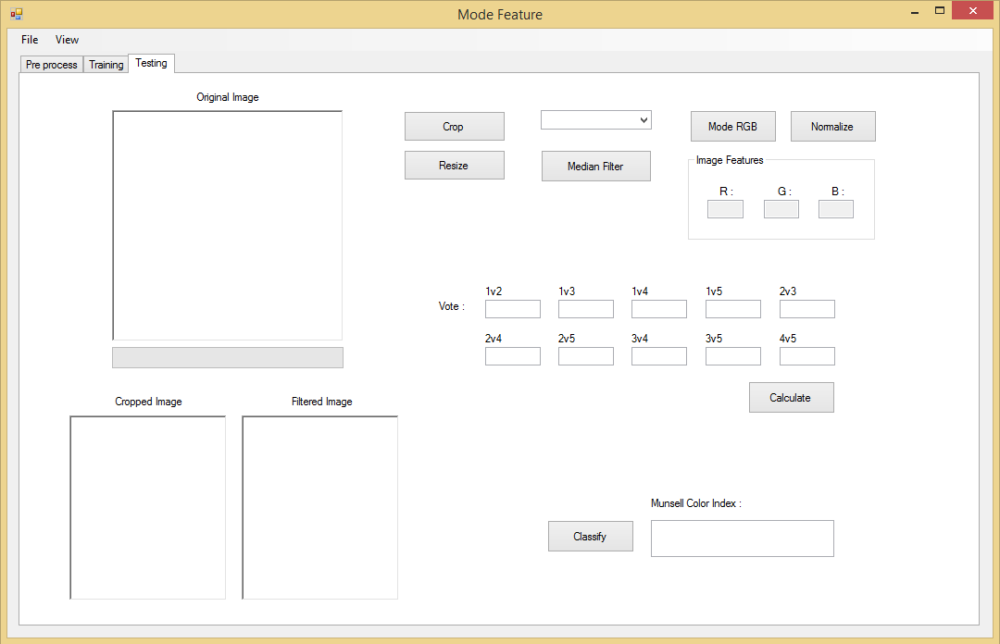 Mode Feature
File View
Pre process Training Testing
Original Image
Crop
Mode RGB
Normalize
Resize
Median Filter
Image Features
R : G : B :
Vote :
1v2 1v3 1v4 1v5 2v3
2v4 2v5 3v4 3v5 4v5
Calculate
Cropped Image
Filtered Image
Munsell Color Index :
Classify